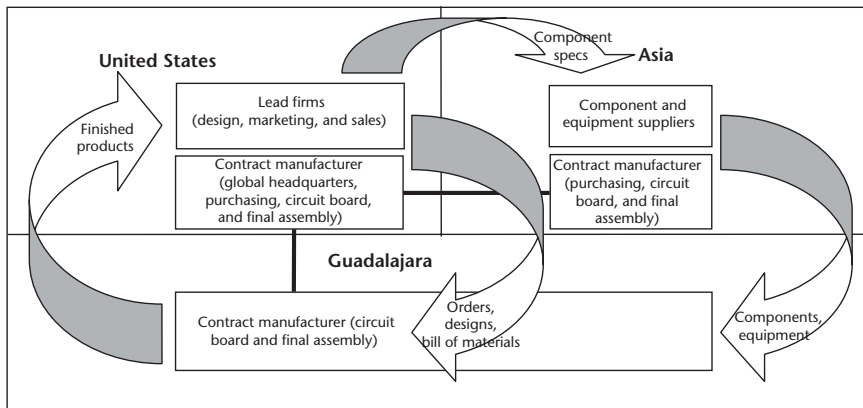 Component
specs
United States
Asia
Finished
products
Lead firms
(design, marketing, and sales)
Component and
equipment suppliers
Contract manufacturer
(global headquarters,
purchasing, circuit board,
and final assembly)
Contract manufacturer
(purchasing, circuit
board, and final
assembly)
Guadalajara
Contract manufacturer (circuit
board and final assembly)
Orders,
designs,
bill of materials
Components,
equipment